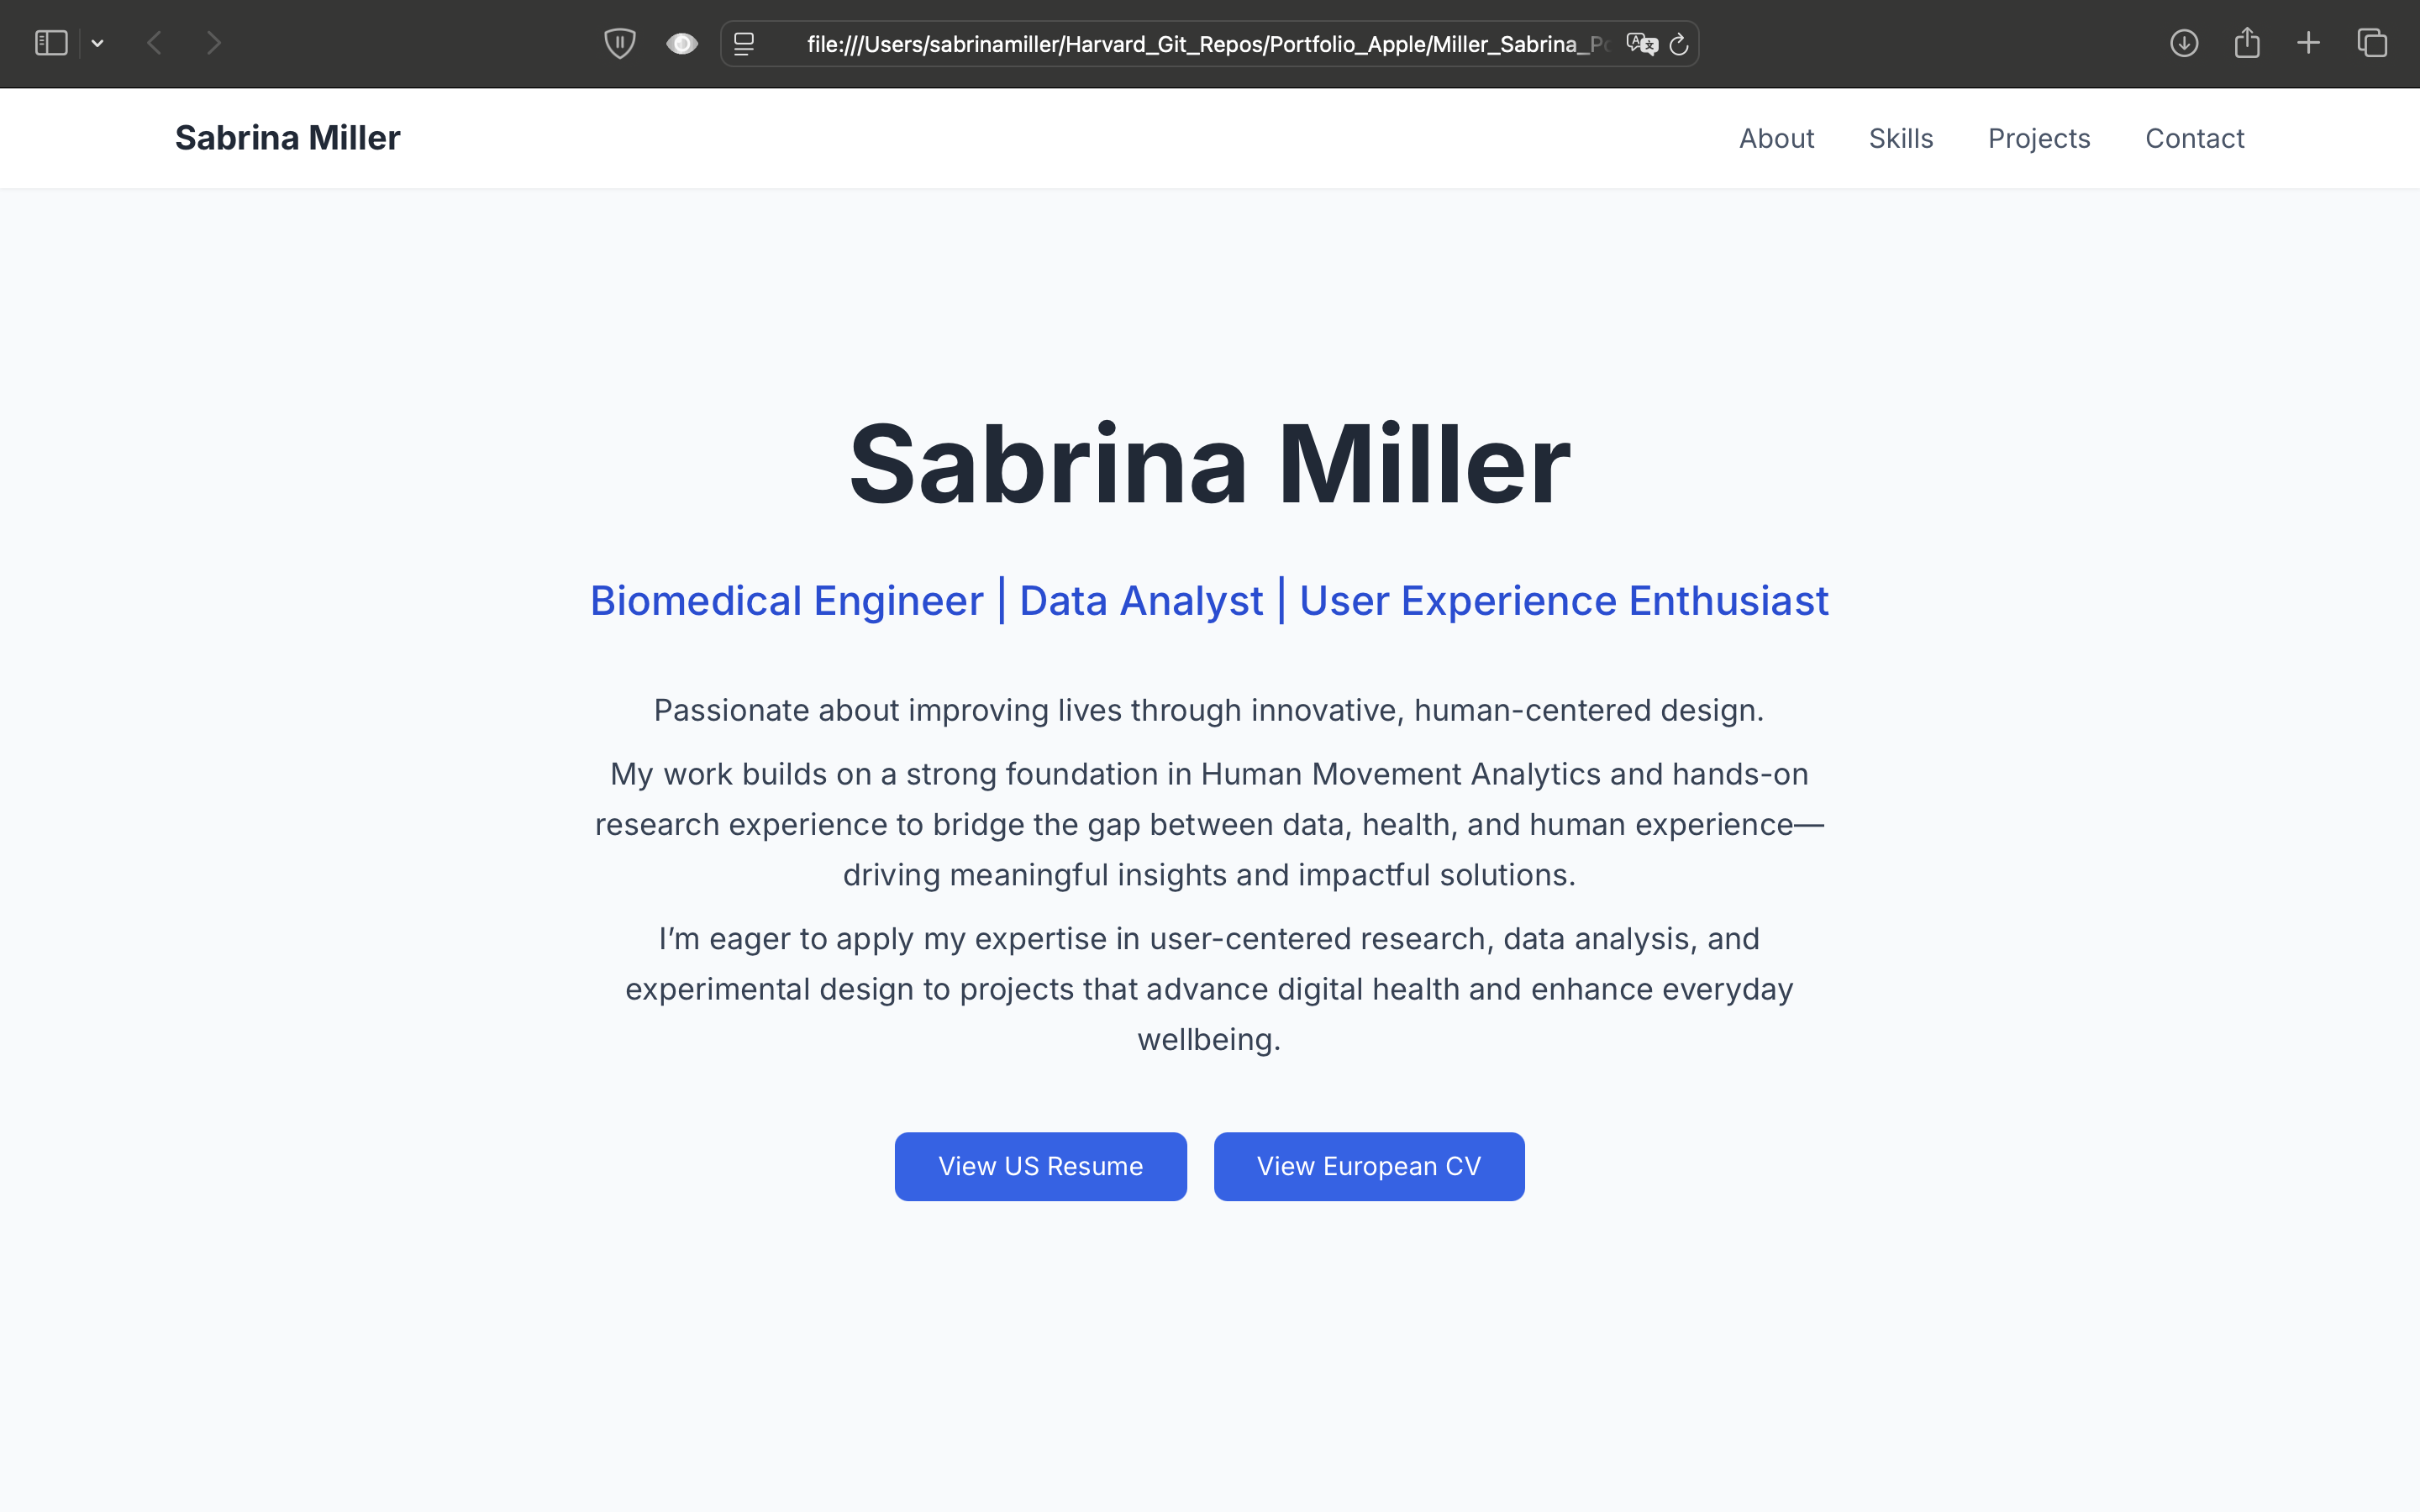 file:///Users/sabrinamiller/Harvard_Git_Repos/Portfolio_Apple/Miller_Sabrina_Po
Sabrina Miller
About Skills Projects Contact
Sabrina Miller
Biomedical Engineer | Data Analyst | User Experience Enthusiast
Passionate about improving lives through innovative, human-centered design.
My work builds on a strong foundation in Human Movement Analytics and hands-on
research experience to bridge the gap between data, health, and human experience—
driving meaningful insights and impactful solutions.
I’m eager to apply my expertise in user-centered research, data analysis, and
experimental design to projects that advance digital health and enhance everyday
wellbeing.
View US Resume
View European CV